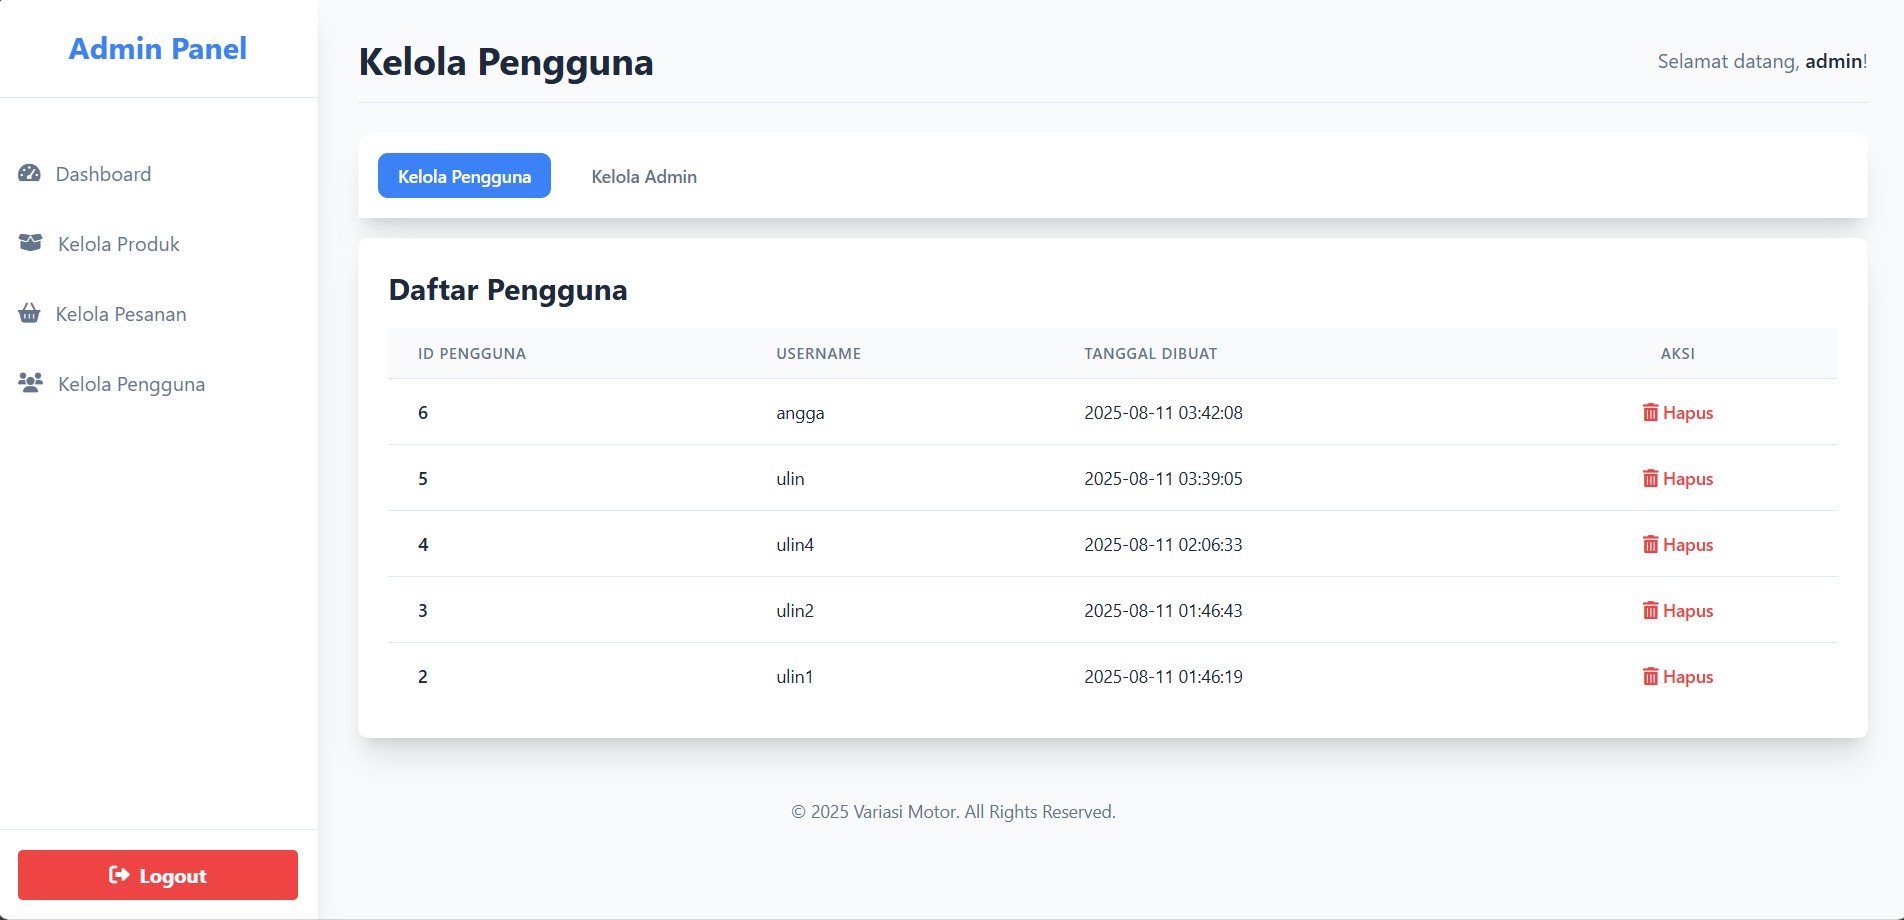 Admin Panel
Dashboard
Kelola Produk
Kelola Pesanan
Kelola Pengguna
Logout
Kelola Pengguna
Selamat datang, admin!
Kelola Pengguna Kelola Admin
Daftar Pengguna
ID PENGGUNA USERNAME TANGGAL DIBUAT AKSI
6 angga 2025-08-11 03:42:08 Hapus
5 ulin 2025-08-11 03:39:05 Hapus
4 ulin4 2025-08-11 02:06:33 Hapus
3 ulin2 2025-08-11 01:46:43 Hapus
2 ulin1 2025-08-11 01:46:19 Hapus
© 2025 Variasi Motor. All Rights Reserved.